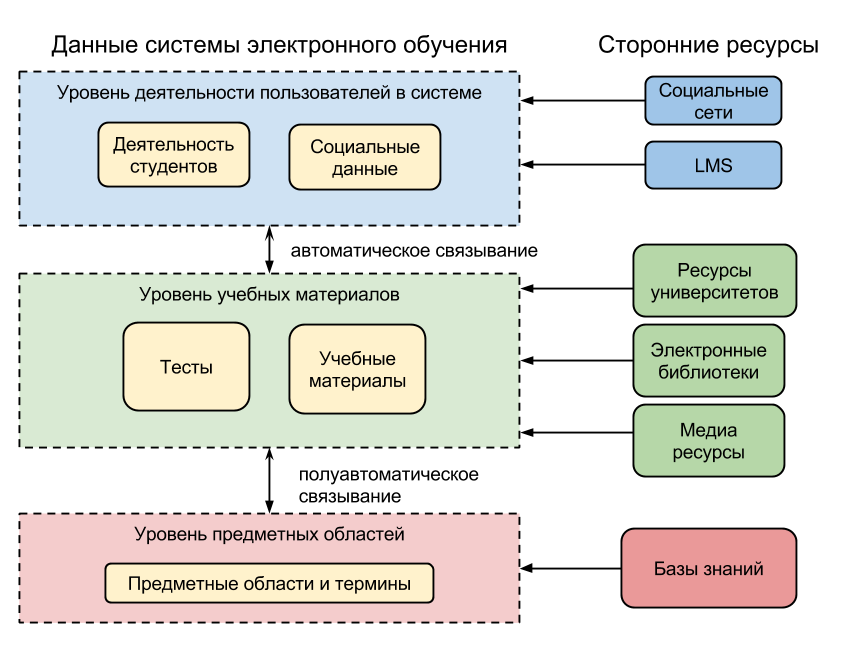 Данные системы электронного обучения
Сторонние ресурсы
Уровень деятельности пользователей в системе
Деятельность
студентов
Социальные
данные
Социальные
сети
LMS
автоматическое связывание
Уровень учебных материалов
Тесты
Учебные
материалы
Ресурсы
университетов
Электронные
библиотеки
Медиа
ресурсы
полуавтоматическое
связывание
Уровень предметных областей
Предметные области и термины
Базы знаний